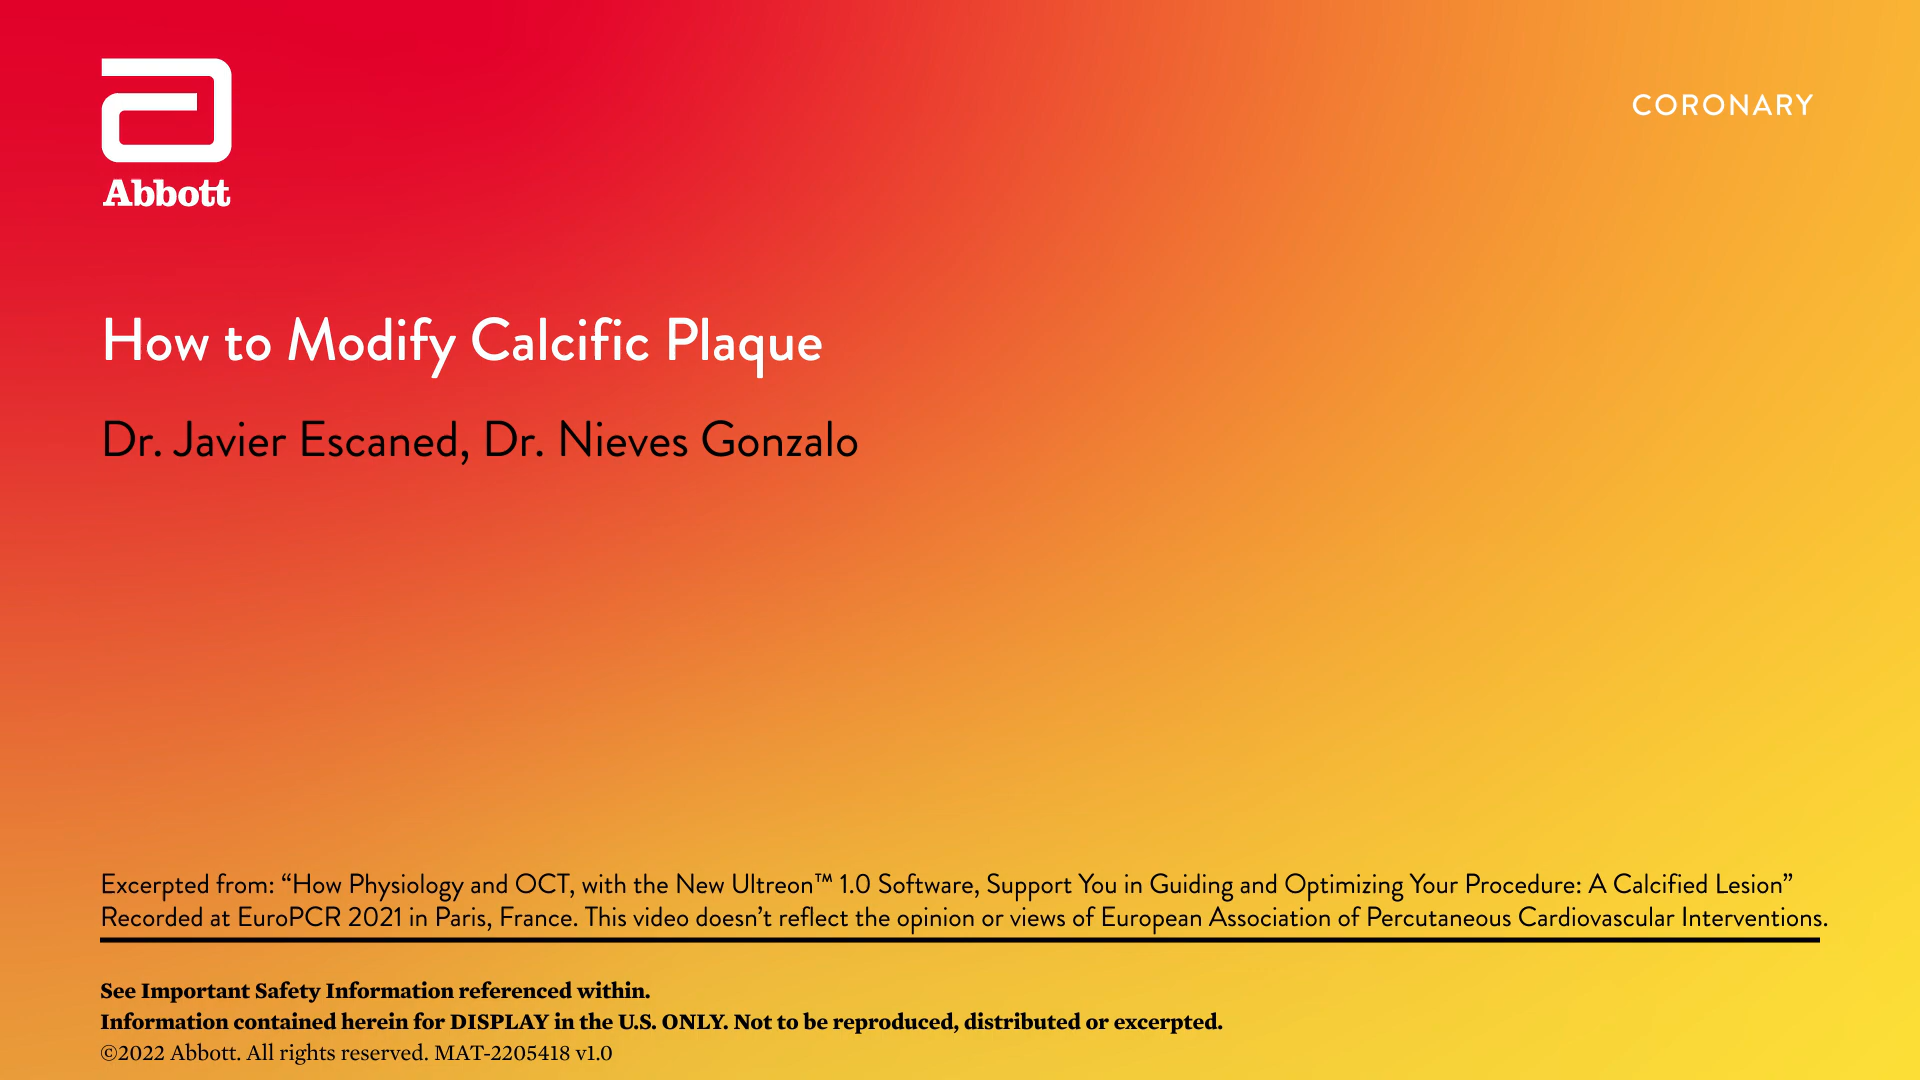 Abbott
CORONARY
How to Modify Calcific Plaque
Dr. Javier Escaned, Dr. Nieves Gonzalo
Excerpted from: “How Physiology and OCT, with the New Ultreon™ 1.0 Software, Support You in Guiding and Optimizing Your Procedure: A Calcified Lesion”
Recorded at EuroPCR 2021 in Paris, France. This video doesn’t reflect the opinion or views of European Association of Percutaneous Cardiovascular Interventions.
See Important Safety Information referenced within.
Information contained herein for DISPLAY in the U.S. ONLY. Not to be reproduced, distributed or excerpted.
©2022 Abbott. All rights reserved. MAT-2205418 v1.0